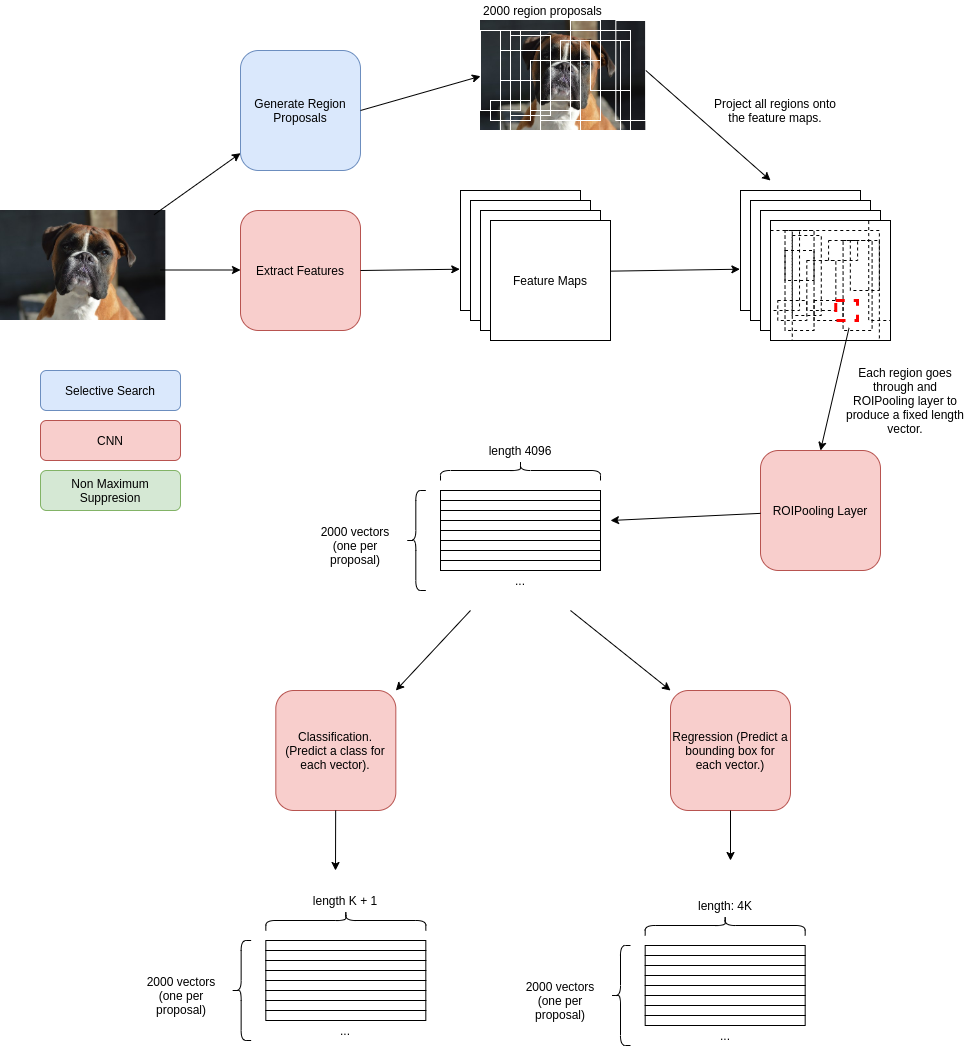 2000 region proposals
Generate Region
Proposals
Project all regions onto
the feature maps.
Extract Features
Feature Maps
Each region goes
through and
ROIPooling layer to
produce a fixed length
vector.
Selective Search
CNN
Non Maximum
Suppresion
length 4096
2000 vectors
(one per
proposal)
...
ROIPooling Layer
Classification.
(Predict a class for
each vector).
Regression (Predict a
bounding box for
each vector.)
length K + 1
2000 vectors
(one per
proposal)
...
length: 4K
2000 vectors
(one per
proposal)
...